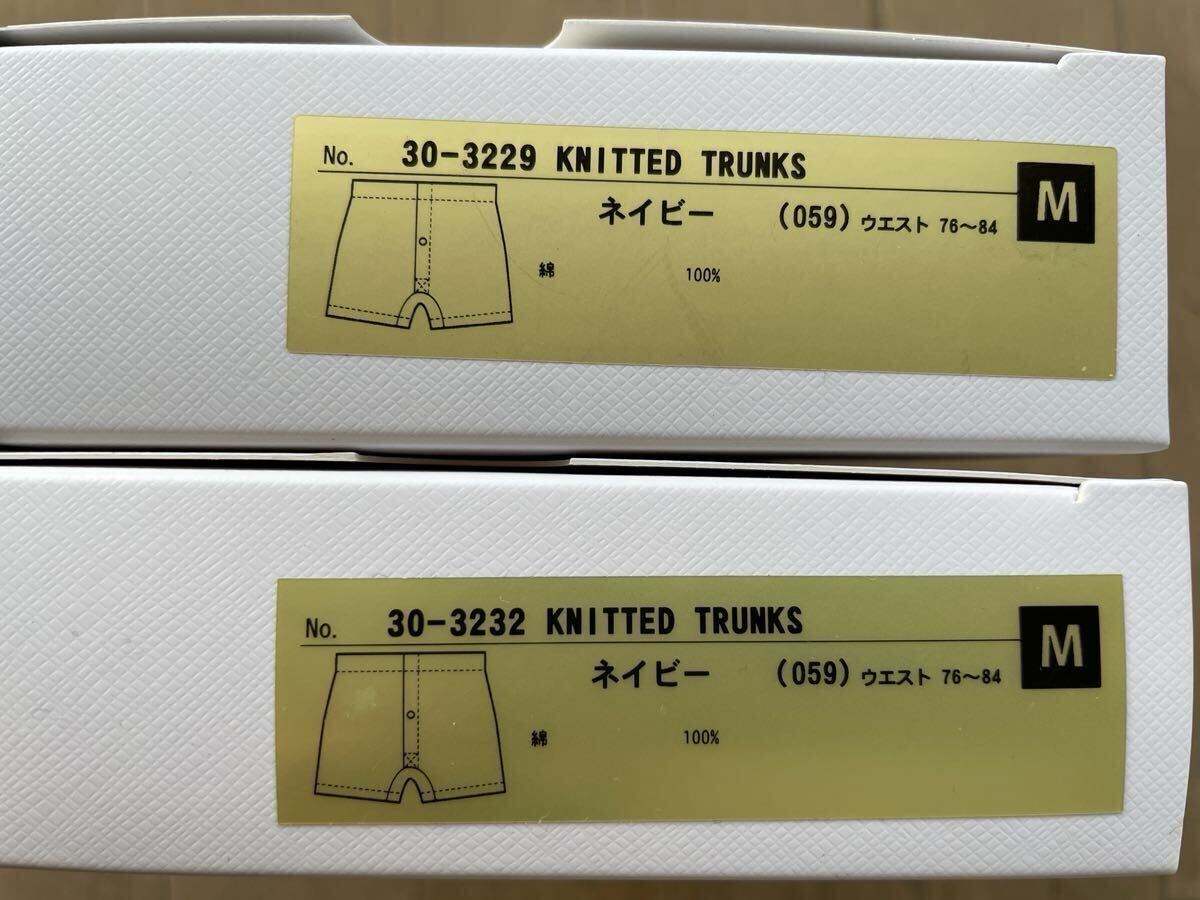 No. 30-3229 KNITTED TRUNKS
M
ネイビー (059) ウエスト 76〜84
綿 100%
No. 30-3232 KNITTED TRUNKS
M
ネイビー (059) ウエスト 76〜84
綿 100%